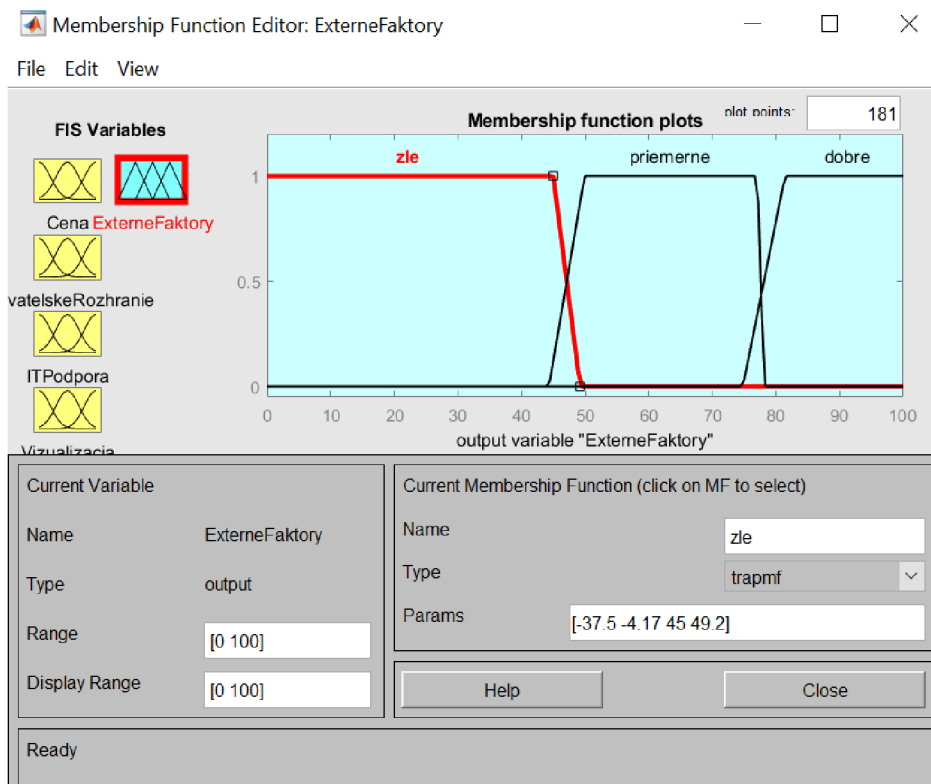 Membership Function Editor: ExterneFaktory
File Edit View
FIS Variables
Membership function plots
plot points:
181
zle
priemerne
dobre
Cena
ExterneFaktory
vatelskeRozhranie
ITPodpora
Vizualizacia
1
0.5
0
0 10 20 30 40 50 60 70 80 90 100
output variable "ExterneFaktory"
Current Variable
Name ExterneFaktory
Type output
Range [0 100]
Display Range [0 100]
Current Membership Function (click on MF to select)
Name zle
Type trapmf
Params [-37.5 -4.17 45 49.2]
Help
Close
Ready